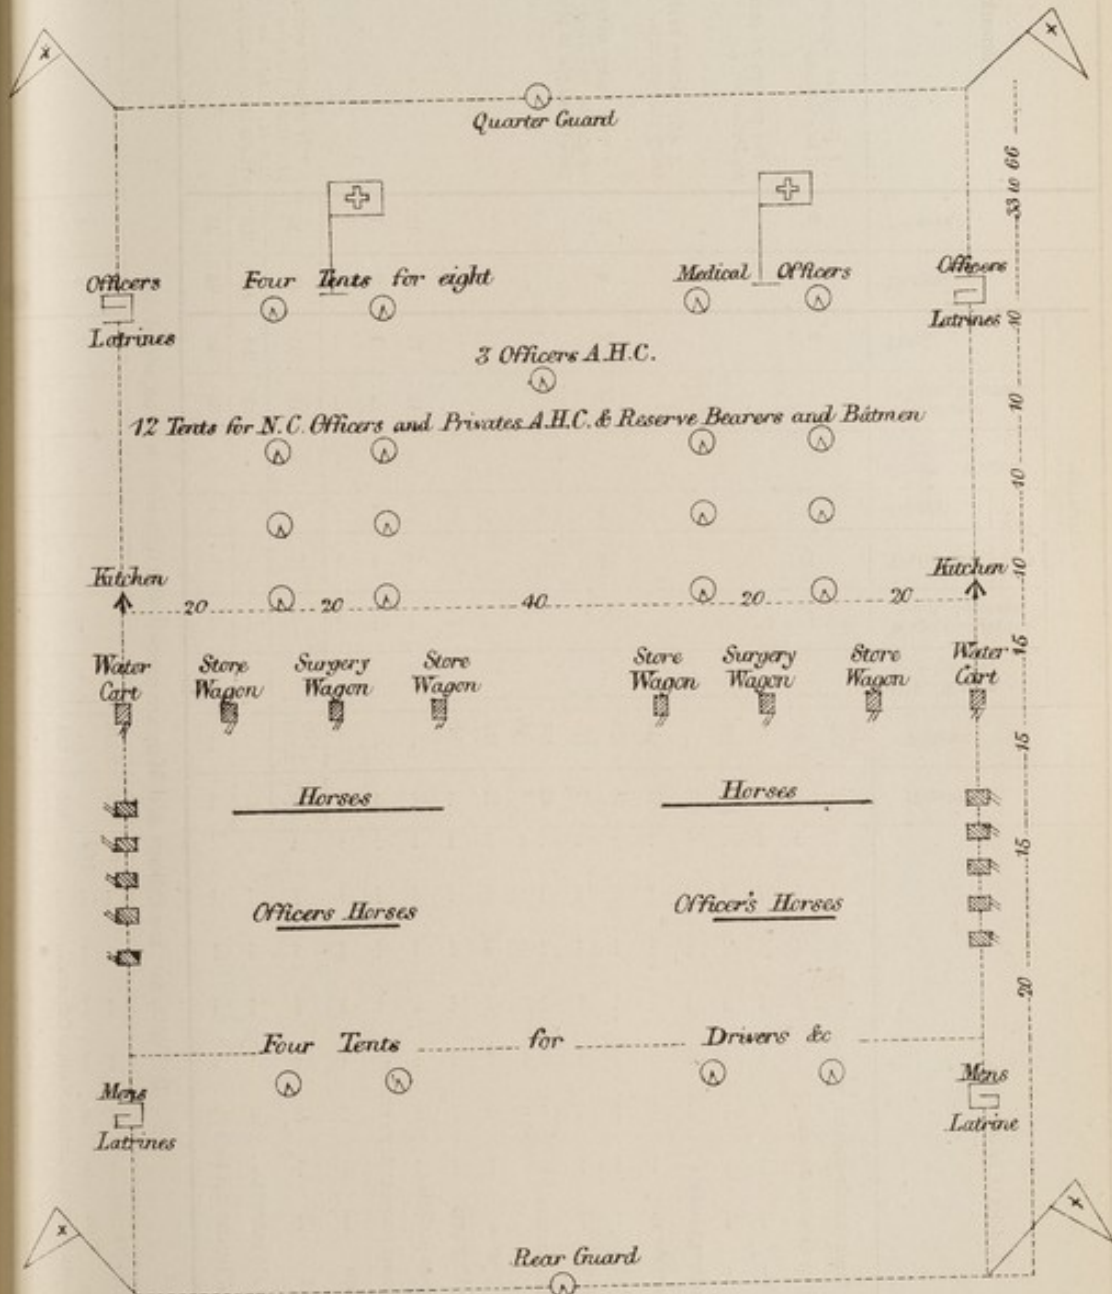 Quarter Guard
33 to 66
Officers
Latrines
Four Tents for eight Medical Officers
Officers
Latrines
10
3 Officers A.H.C.
12 Tents for N.C. Officers and Privates A.H.C. & Reserve Bearers and Bâtmen
10
10
Kitchen
Kitchen
10
20 20 40 20 20
Water Cart
Store Wagon
Surgery Wagon
Store Wagon
Store Wagon
Surgery Wagon
Store Wagon
Water Cart
15
15
Horses
Horses
15
Officers Horses
Officer's Horses
20
Four Tents for Drivers &c
Mens
Latrines
Mens
Latrine
Rear Guard